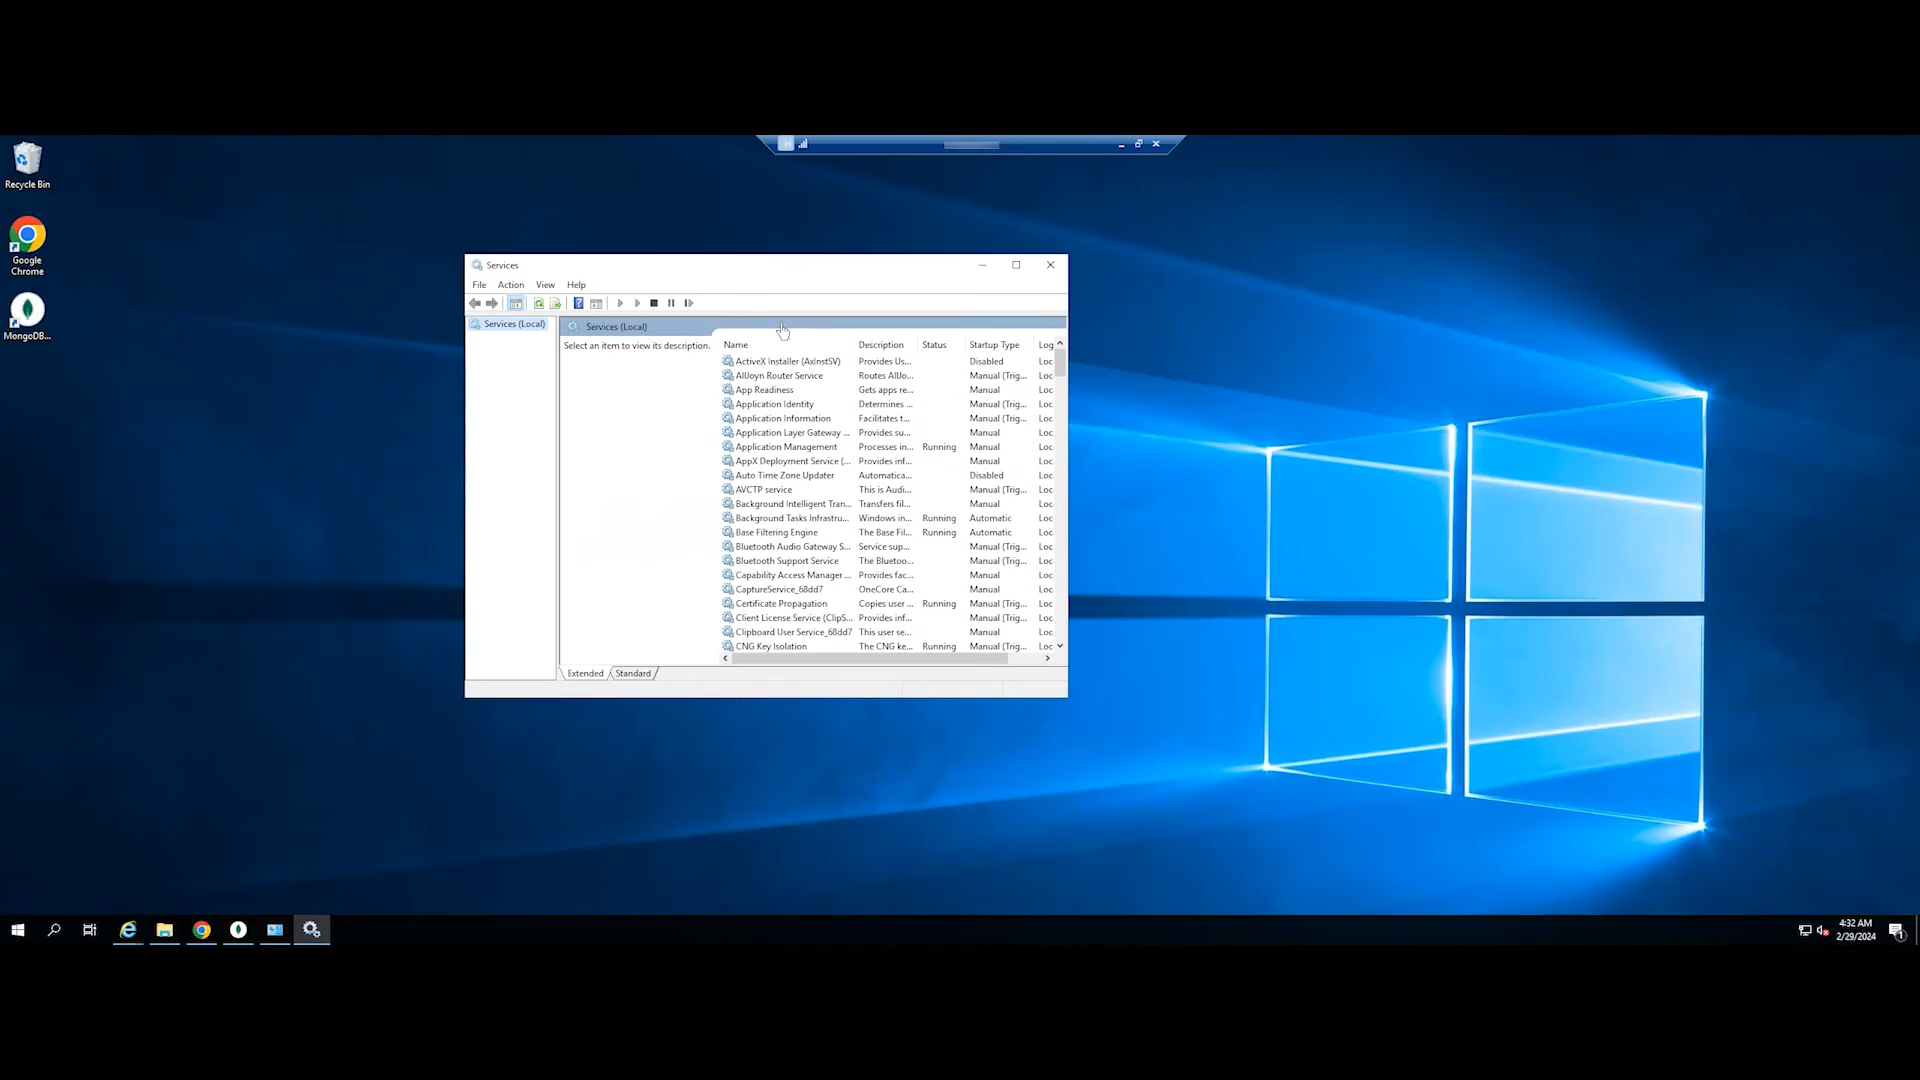 Recycle Bin
Google
Chrome
MongoDB...
Services
File Action View Help
Services (Local)
Services (Local)
Select an item to view its description.
Name Description Status Startup Type Log
ActiveX Installer (AxInstSV) Provides Us... Disabled Loc
AllJoyn Router Service Routes AllJo... Manual (Trig... Loc
App Readiness Gets apps re... Manual Loc
Application Identity Determines ... Manual (Trig... Loc
Application Information Facilitates t... Manual (Trig... Loc
Application Layer Gateway ... Provides su... Manual Loc
Application Management Processes in... Running Manual Loc
AppX Deployment Service (... Provides inf... Manual Loc
Auto Time Zone Updater Automatica... Disabled Loc
AVCTP service This is Audi... Manual (Trig... Loc
Background Intelligent Tran... Transfers fil... Manual Loc
Background Tasks Infrastru... Windows in... Running Automatic Loc
Base Filtering Engine The Base Fil... Running Automatic Loc
Bluetooth Audio Gateway S... Service sup... Manual (Trig... Loc
Bluetooth Support Service The Bluetoo... Manual (Trig... Loc
Capability Access Manager ... Provides fac... Manual Loc
CaptureService_68dd7 OneCore Ca... Manual Loc
Certificate Propagation Copies user ... Running Manual (Trig... Loc
Client License Service (ClipS... Provides inf... Manual (Trig... Loc
Clipboard User Service_68dd7 This user se... Manual Loc
CNG Key Isolation The CNG ke... Running Manual (Trig... Loc
Extended Standard
4:32 AM
2/29/2024
1